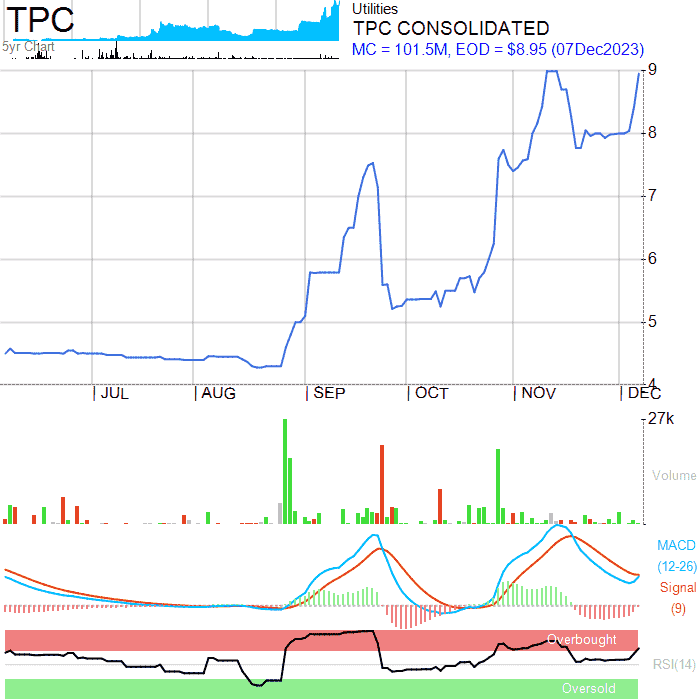 TPC
5yr Chart
Utilities
TPC CONSOLIDATED
MC = 101.5M, EOD = $8.95 (07Dec2023)
9
8
7
6
5
4
JUL AUG SEP OCT NOV DEC
27k
Volume
MACD
(12-26)
Signal
(9)
Overbought
RSI(14)
Oversold